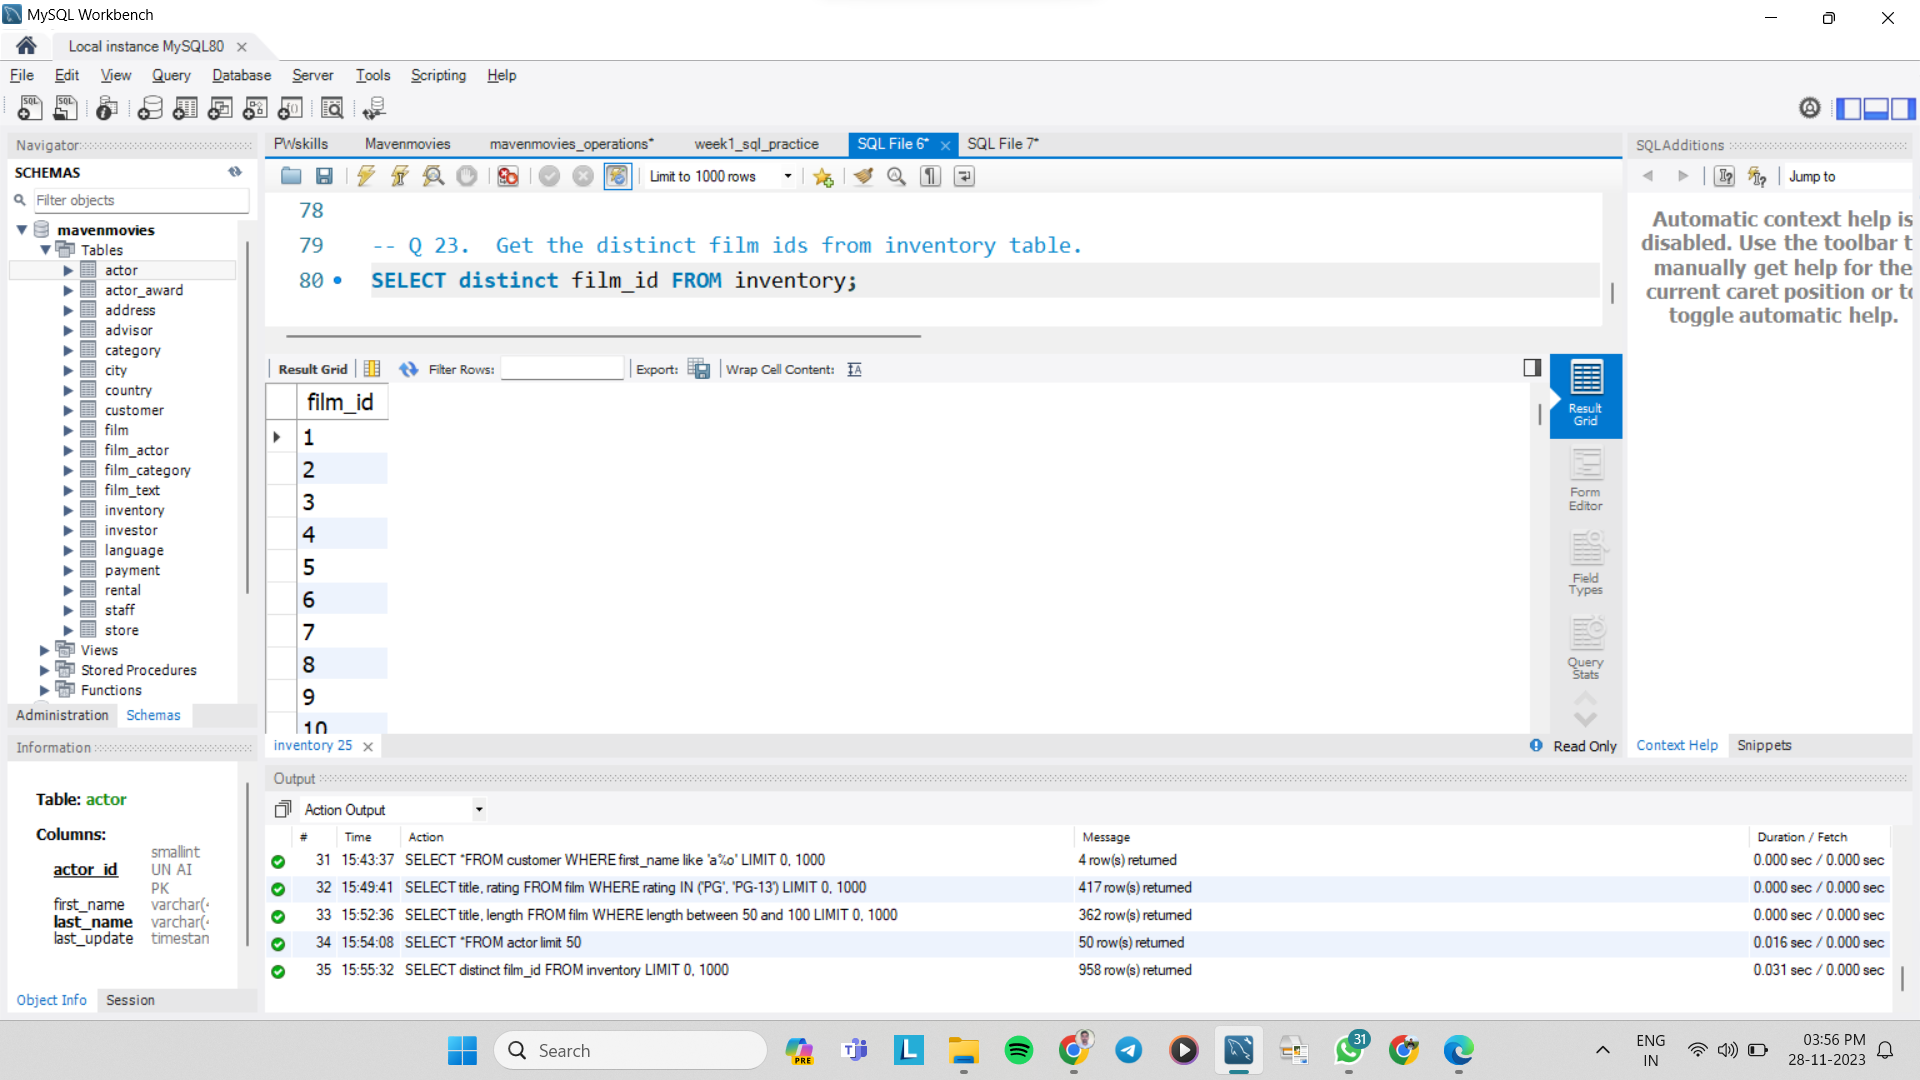 MySQL Workbench
Local instance MySQL80
File Edit View Query Database Server Tools Scripting Help
Navigator
SCHEMAS
Filter objects
mavenmovies
Tables
actor
actor_award
address
advisor
category
city
country
customer
film
film_actor
film_category
film_text
inventory
investor
language
payment
rental
staff
store
Views
Stored Procedures
Functions
Administration Schemas
Information
Table: actor
Columns:
actor_id smallint UN AI PK
first_name varchar(
last_name varchar(
last_update timestan
Object Info Session
PWskills Mavenmovies mavenmovies_operations* week1_sql_practice SQL File 6* SQL File 7*
Limit to 1000 rows
78
79 -- Q 23. Get the distinct film ids from inventory table.
80 SELECT distinct film_id FROM inventory;
Result Grid Filter Rows: Export: Wrap Cell Content:
film_id
1
2
3
4
5
6
7
8
9
10
Result Grid
Form Editor
Field Types
Query Stats
inventory 25 Read Only
SQLAdditions
Jump to
Automatic context help is
disabled. Use the toolbar t
manually get help for the
current caret position or to
toggle automatic help.
Context Help Snippets
Output
Action Output
# Time Action Message Duration / Fetch
31 15:43:37 SELECT *FROM customer WHERE first_name like 'a%o' LIMIT 0, 1000 4 row(s) returned 0.000 sec / 0.000 sec
32 15:49:41 SELECT title, rating FROM film WHERE rating IN ('PG', 'PG-13') LIMIT 0, 1000 417 row(s) returned 0.000 sec / 0.000 sec
33 15:52:36 SELECT title, length FROM film WHERE length between 50 and 100 LIMIT 0, 1000 362 row(s) returned 0.000 sec / 0.000 sec
34 15:54:08 SELECT *FROM actor limit 50 50 row(s) returned 0.016 sec / 0.000 sec
35 15:55:32 SELECT distinct film_id FROM inventory LIMIT 0, 1000 958 row(s) returned 0.031 sec / 0.000 sec
Search
PRE
L
31
ENG
IN
03:56 PM
28-11-2023